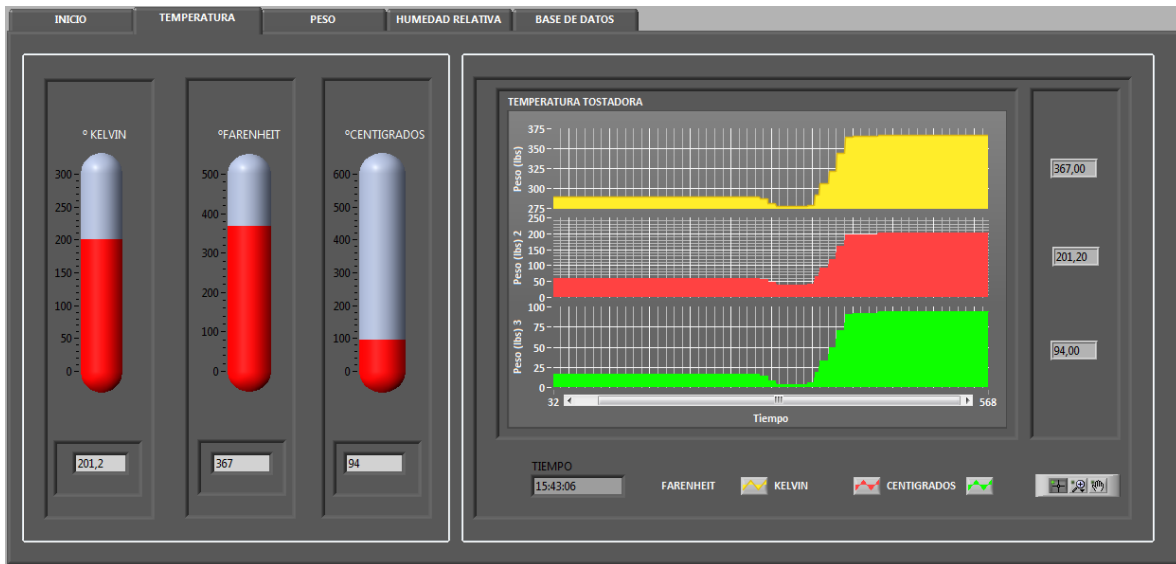 INICIO
TEMPERATURA
PESO
HUMEDAD RELATIVA
BASE DE DATOS
º KELVIN
300
250
200
150
100
50
0
201,2
ºFARENHEIT
500
400
300
200
100
0
367
ºCENTIGRADOS
600
500
400
300
200
100
0
94
TEMPERATURA TOSTADORA
Peso (lbs)
375
350
325
300
275
Peso (lbs) 2
250
200
150
100
50
0
Peso (lbs) 3
100
75
50
25
0
32
568
Tiempo
367,00
201,20
94,00
TIEMPO
15:43:06
FARENHEIT
KELVIN
CENTIGRADOS